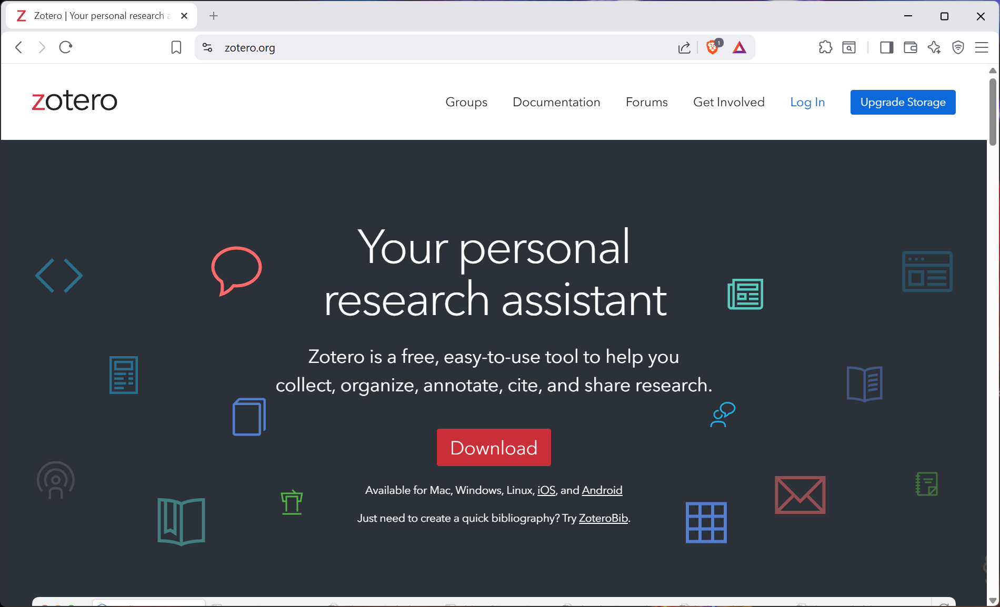 Zotero | Your personal research a
zotero.org
1
zotero
Groups
Documentation
Forums
Get Involved
Log In
Upgrade Storage
Your personal
research assistant
Zotero is a free, easy-to-use tool to help you
collect, organize, annotate, cite, and share research.
Download
Available for Mac, Windows, Linux, iOS, and Android
Just need to create a quick bibliography? Try ZoteroBib.